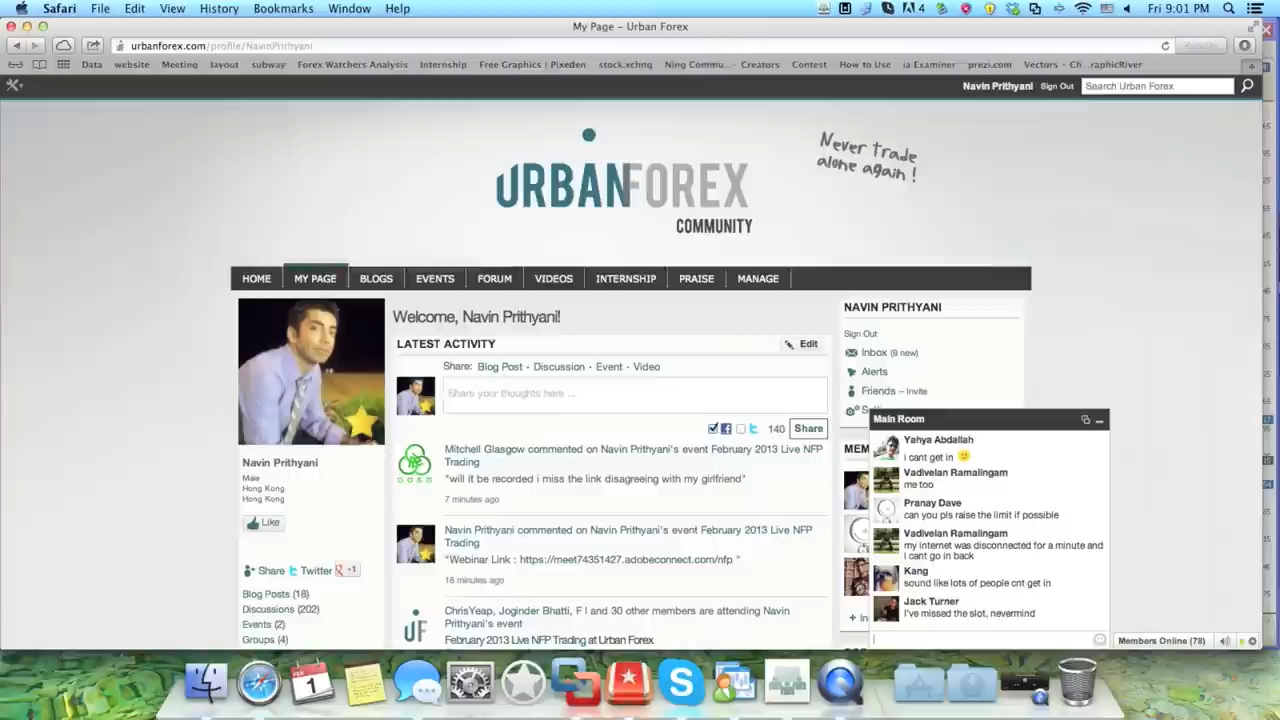 Safari File Edit View History Bookmarks Window Help
4 Fri 9:01 PM
My Page – Urban Forex
urbanforex.com/profile/NavinPrithyani
Data website Meeting layout subway Forex Watchers Analysis Internship Free Graphics | Pixeden stock.xchng Ning Commu...– Creators Contest How to Use ia Examiner prezi.com Vectors - Ch...raphicRiver
Navin Prithyani Sign Out Search Urban Forex
Never trade
alone again !
URBANFOREX
COMMUNITY
HOME MY PAGE BLOGS EVENTS FORUM VIDEOS INTERNSHIP PRAISE MANAGE
Navin Prithyani
Male
Hong Kong
Hong Kong
Like
Share Twitter +1
Blog Posts (18)
Discussions (202)
Events (2)
Groups (4)
Welcome, Navin Prithyani!
LATEST ACTIVITY Edit
Share: Blog Post · Discussion · Event · Video
Share your thoughts here ...
140 Share
Mitchell Glasgow commented on Navin Prithyani's event February 2013 Live NFP
Trading
"will it be recorded i miss the link disagreeing with my girlfriend"
7 minutes ago
Navin Prithyani commented on Navin Prithyani's event February 2013 Live NFP
Trading
"Webinar Link : https://meet74351427.adobeconnect.com/nfp "
18 minutes ago
ChrisYeap, Joginder Bhatti, F I and 30 other members are attending Navin
Prithyani's event
February 2013 Live NFP Trading at Urban Forex
NAVIN PRITHYANI
Sign Out
Inbox (9 new)
Alerts
Friends – Invite
MEM
Main Room
Yahya Abdallah
i cant get in
Vadivelan Ramalingam
me too
Pranay Dave
can you pls raise the limit if possible
Vadivelan Ramalingam
my internet was disconnected for a minute and
i cant go in back
Kang
sound like lots of people cnt get in
Jack Turner
I've missed the slot, nevermind
Members Online (78)
FEB
1